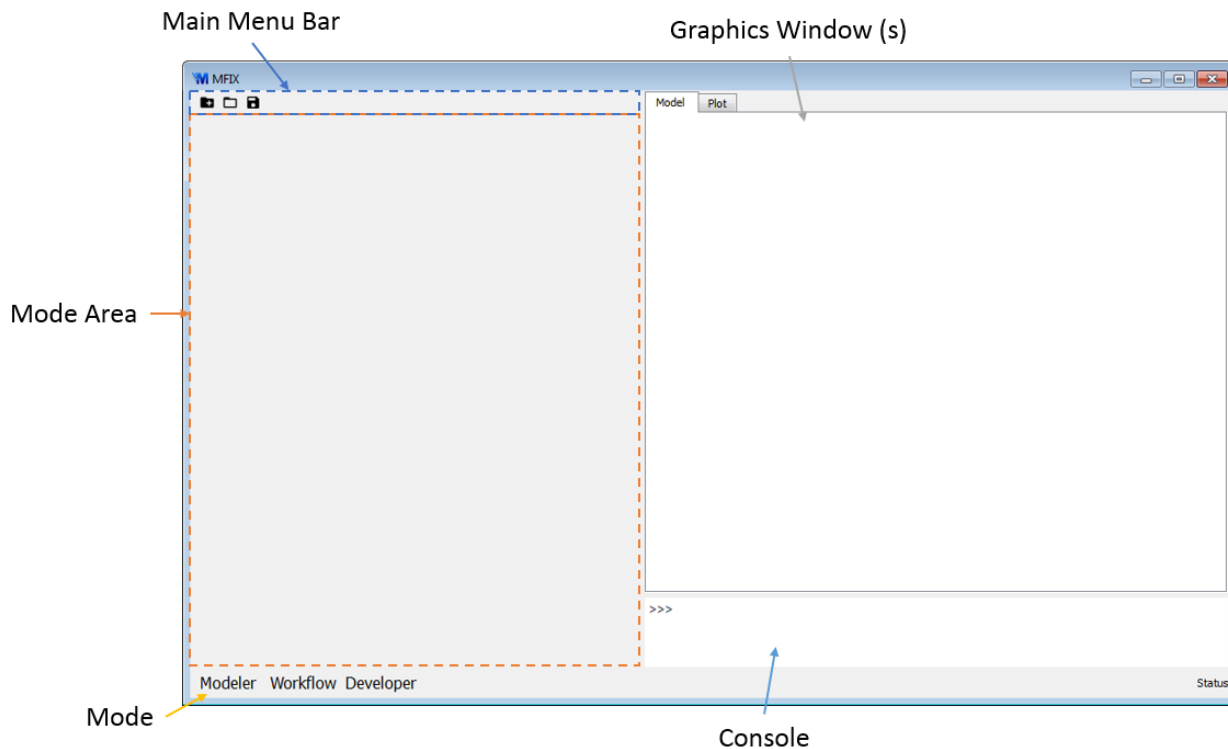 Main Menu Bar
Graphics Window (s)
MFIX
Model Plot
Mode Area
>>>
Modeler Workflow Developer
Status
Mode
Console